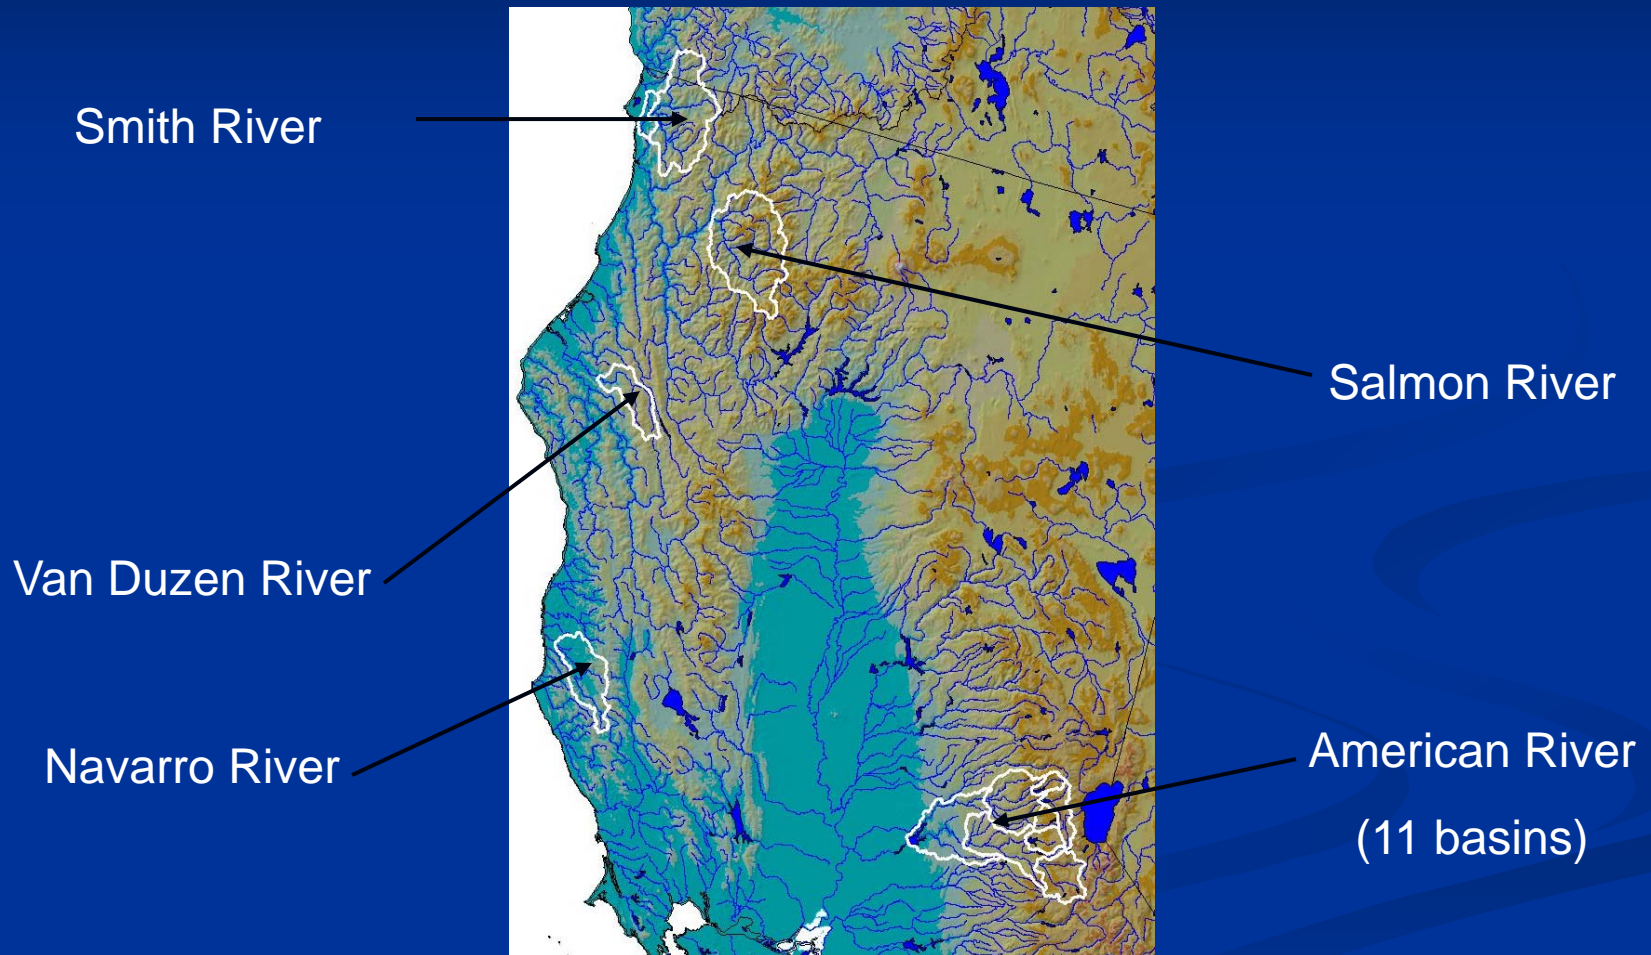 Smith River
Salmon River
Van Duzen River
Navarro River
American River
(11 basins)